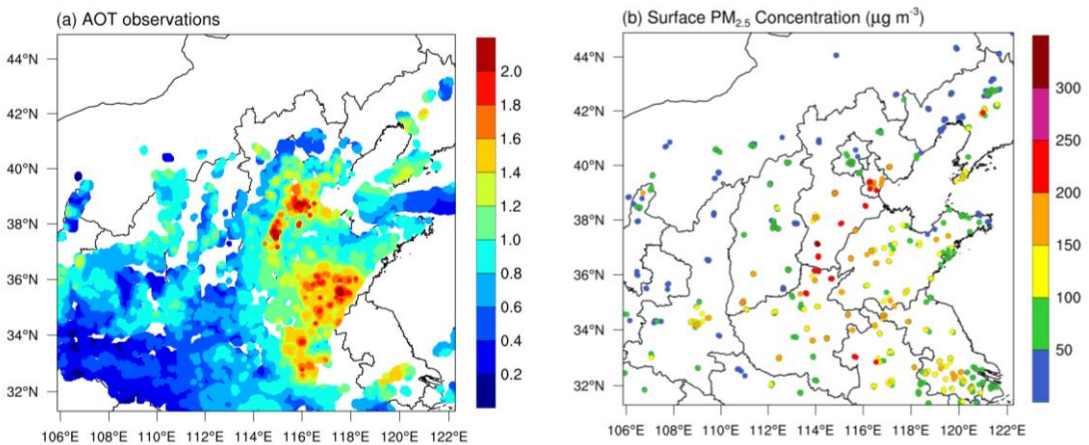 (a) AOT observations
44°N
42°N
40°N
38°N
36°N
34°N
32°N
106°E 108°E 110°E 112°E 114°E 116°E 118°E 120°E 122°E
2.0
1.8
1.6
1.4
1.2
1.0
0.8
0.6
0.4
0.2
(b) Surface PM2.5 Concentration (μg m-3)
44°N
42°N
40°N
38°N
36°N
34°N
32°N
106°E 108°E 110°E 112°E 114°E 116°E 118°E 120°E 122°E
300
250
200
150
100
50